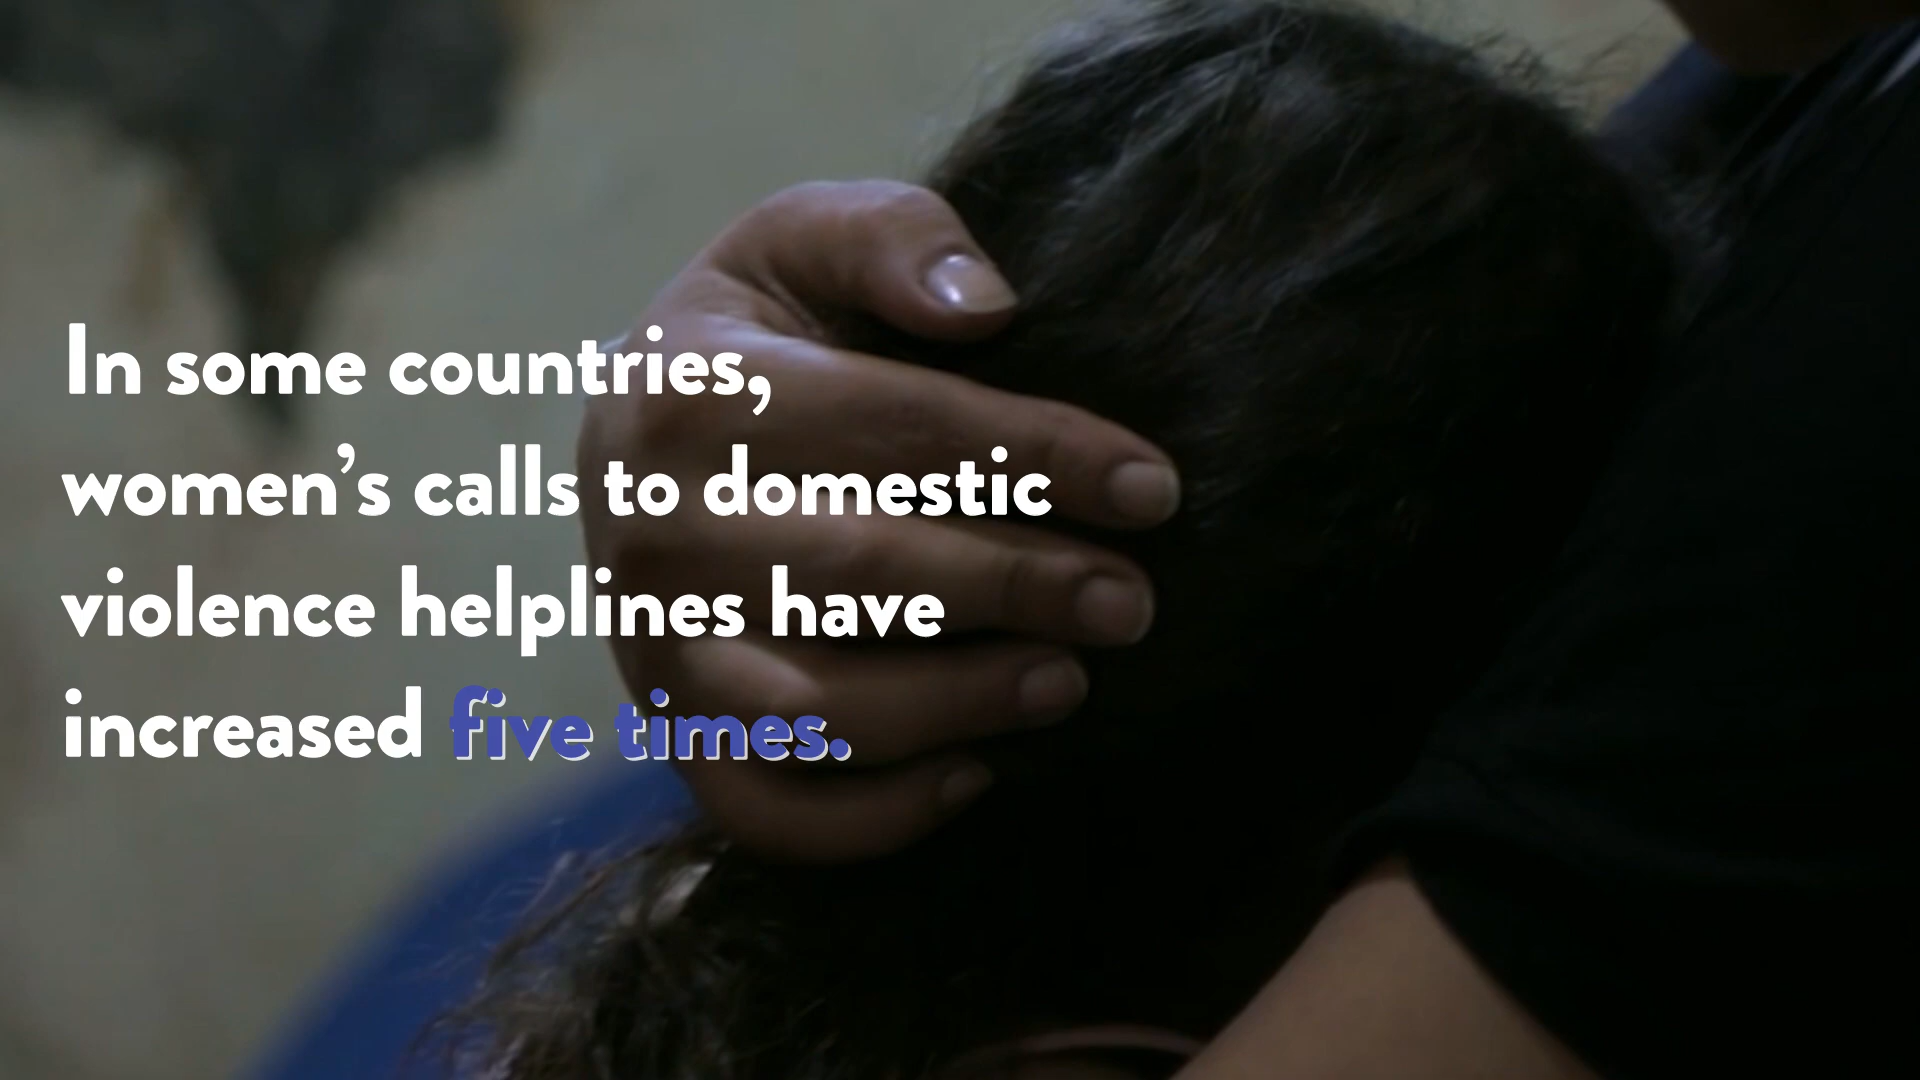 In some countries,
women’s calls to domestic
violence helplines have
increased five times.